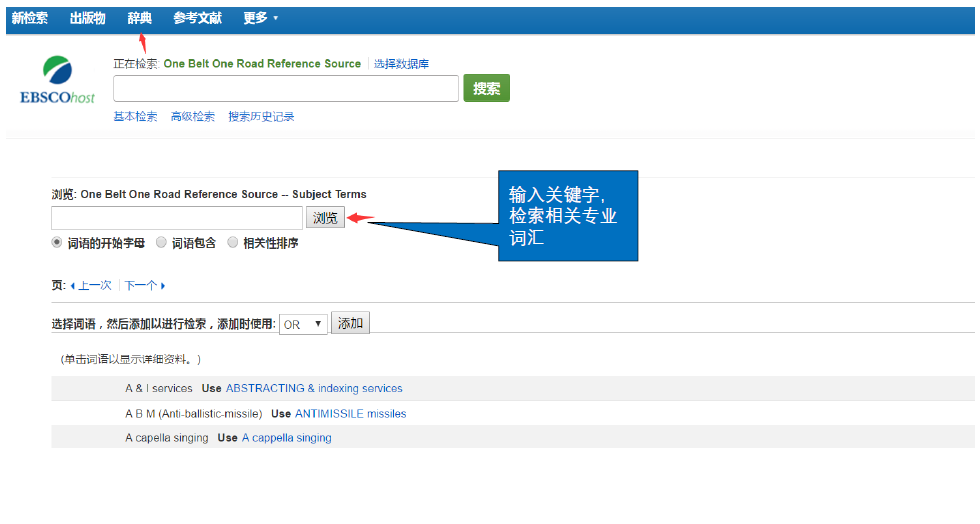 新检索 出版物 辞典 参考文献 更多
正在检索: One Belt One Road Reference Source 选择数据库
EBSCOhost
搜索
基本检索 高级检索 搜索历史记录
浏览: One Belt One Road Reference Source -- Subject Terms
浏览
词语的开始字母 词语包含 相关性排序
输入关键字,
检索相关专业
词汇
页: 上一次 下一个
选择词语，然后添加以进行检索，添加时使用: OR 添加
(单击词语以显示详细资料。)
A & I services Use ABSTRACTING & indexing services
A B M (Anti-ballistic-missile) Use ANTIMISSILE missiles
A capella singing Use A cappella singing